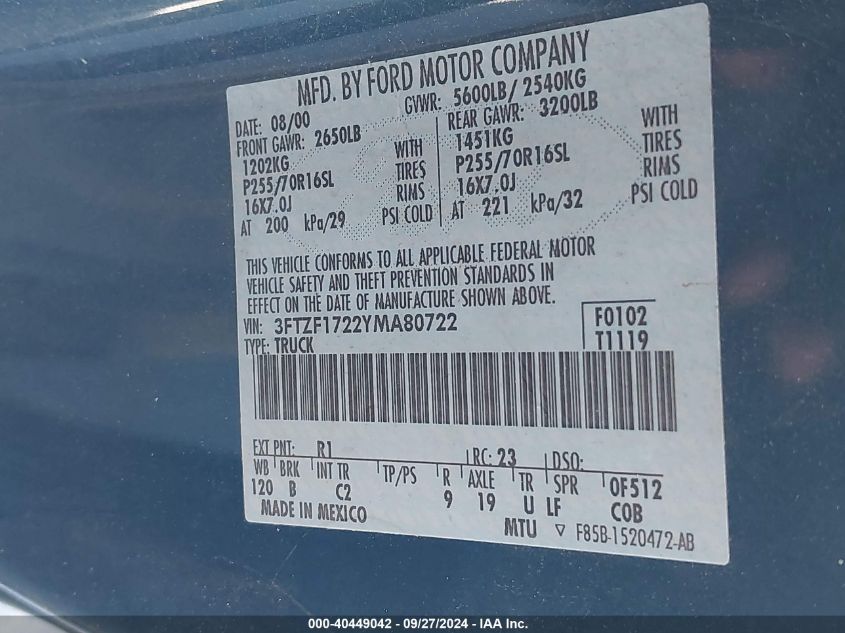 MFD. BY FORD MOTOR COMPANY
DATE: 08/00 GVWR: 5600LB/ 2540KG
FRONT GAWR: 2650LB REAR GAWR: 3200LB
1202KG WITH 1451KG WITH
P255/70R16SL TIRES P255/70R16SL TIRES
16X7.0J RIMS 16X7.0J RIMS
AT 200 kPa/29 PSI COLD AT 221 kPa/32 PSI COLD
THIS VEHICLE CONFORMS TO ALL APPLICABLE FEDERAL MOTOR
VEHICLE SAFETY AND THEFT PREVENTION STANDARDS IN
EFFECT ON THE DATE OF MANUFACTURE SHOWN ABOVE.
VIN: 3FTZF1722YMA80722 F0102
TYPE: TRUCK T1119
EXT PNT: R1 RC: 23 DSO:
WB BRK INT TR TP/PS R AXLE TR SPR 0F512
120 B C2 9 19 U LF COB
MADE IN MEXICO MTU ▽ F85B-1520472-AB
000-40449042 - 09/27/2024 - IAA Inc.